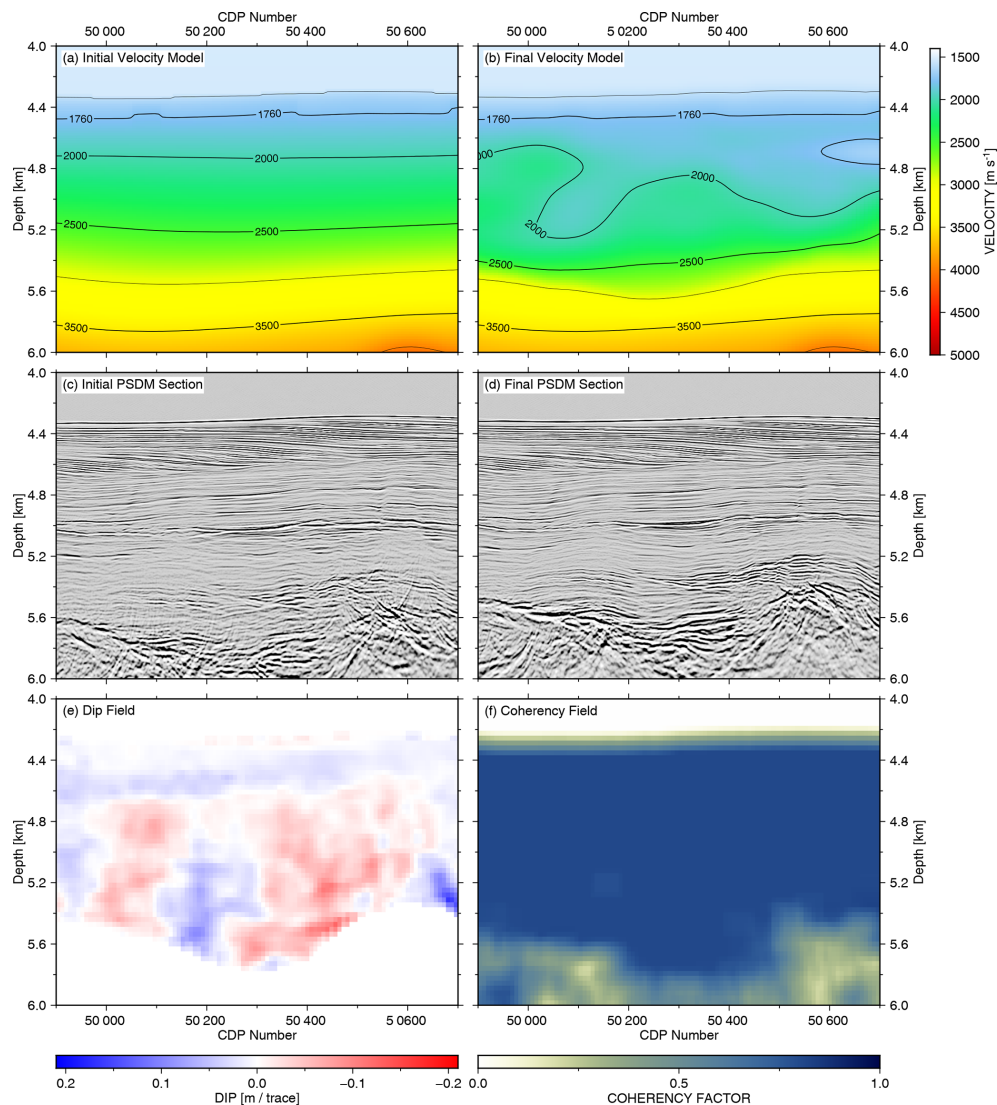 CDP Number
50 000 50 200 50 400 50 600 50 000 50 200 50 400 50 600
(a) Initial Velocity Model
(b) Final Velocity Model
4.0 4.4 4.8 5.2 5.6 6.0
Depth [km]
1760 1760
2000 2000
2500 2500
3500 3500
CDP Number
4.0 4.4 4.8 5.2 5.6 6.0
Depth [km]
1760 1760
2000 2000 2000
2500 2500
3500 3500
1500
2000
2500
3000
3500
4000
4500
5000
VELOCITY [m s⁻¹]
(c) Initial PSDM Section
(d) Final PSDM Section
4.0 4.4 4.8 5.2 5.6 6.0
Depth [km]
4.0 4.4 4.8 5.2 5.6 6.0
Depth [km]
(e) Dip Field
(f) Coherency Field
4.0 4.4 4.8 5.2 5.6 6.0
Depth [km]
4.0 4.4 4.8 5.2 5.6 6.0
Depth [km]
50 000 50 200 50 400 5 0600
CDP Number
50 000 50 200 50 400 50 600
CDP Number
0.2 0.1 0.0 −0.1 −0.2
DIP [m / trace]
0.0 0.5 1.0
COHERENCY FACTOR